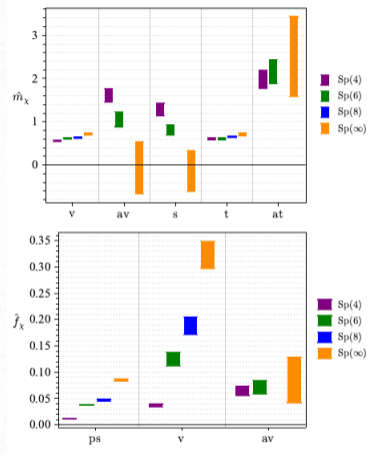 3
2
1
0
m̂χ
v av s t at
Sp(4)
Sp(6)
Sp(8)
Sp(∞)
0.35
0.30
0.25
0.20
0.15
0.10
0.05
0.00
f̂χ
ps v av
Sp(4)
Sp(6)
Sp(8)
Sp(∞)